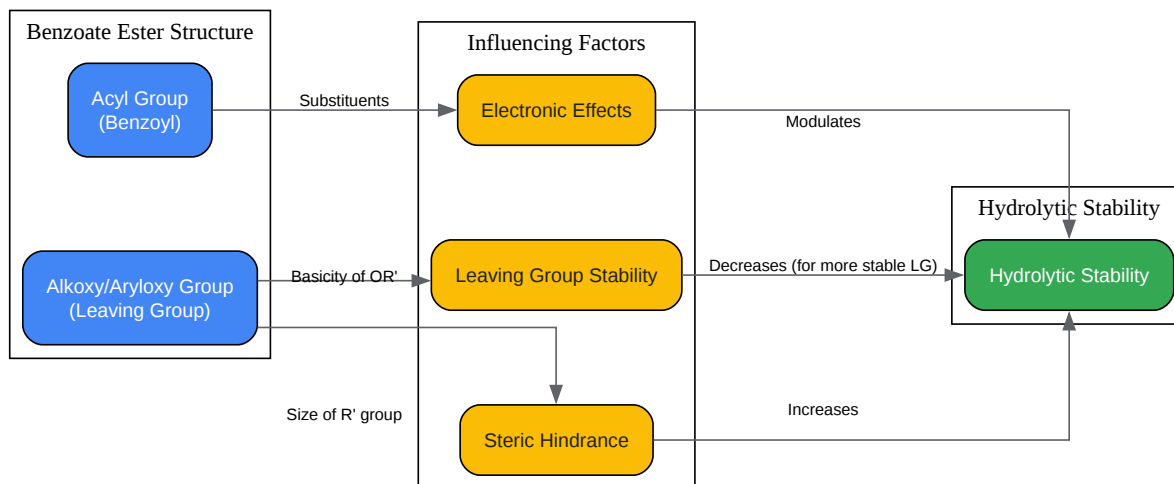 Benzoate Ester Structure
Influencing Factors
Acyl Group
(Benzoyl)
Substituents
Electronic Effects
Modulates
Hydrolytic Stability
Alkoxy/Aryloxy Group
(Leaving Group)
Basicity of OR'
Leaving Group Stability
Decreases (for more stable LG)
Hydrolytic Stability
Size of R' group
Steric Hindrance
Increases